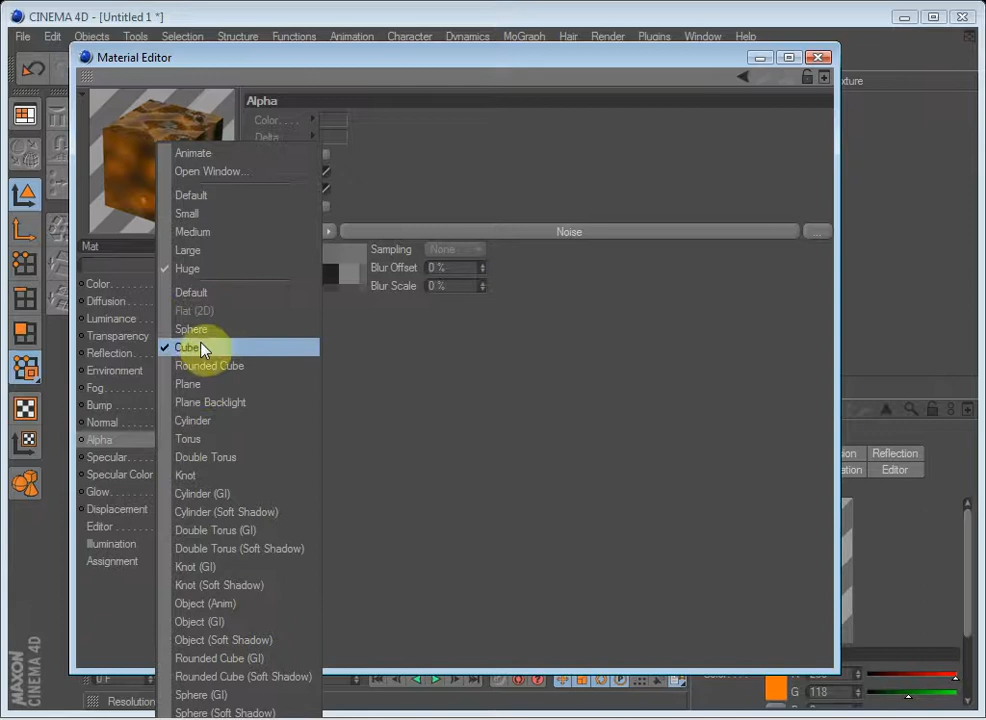 CINEMA 4D - [Untitled 1 *]
File Edit Objects Tools Selection Structure Functions Animation Character Dynamics MoGraph Hair Render Plugins Window Help
Material Editor
Alpha
Color. . . .
Delta. . . .
Animate
Open Window...
Default
Small
Medium
Large
Huge
Default
Flat (2D)
Sphere
Cube
Rounded Cube
Plane
Plane Backlight
Cylinder
Torus
Double Torus
Knot
Cylinder (GI)
Cylinder (Soft Shadow)
Double Torus (GI)
Double Torus (Soft Shadow)
Knot (GI)
Knot (Soft Shadow)
Object (Anim)
Object (GI)
Object (Soft Shadow)
Rounded Cube (GI)
Rounded Cube (Soft Shadow)
Sphere (GI)
Sphere (Soft Shadow)
Noise
...
Sampling None
Blur Offset 0 %
Blur Scale 0 %
Mat
Color
Diffusion
Luminance
Transparency
Reflection
Environment
Fog
Bump
Normal
Alpha
Specular
Specular Color
Glow
Displacement
Editor
Illumination
Assignment
Reflection
Editor
0 F
Resolution
G 118
MAXON
CINEMA 4D